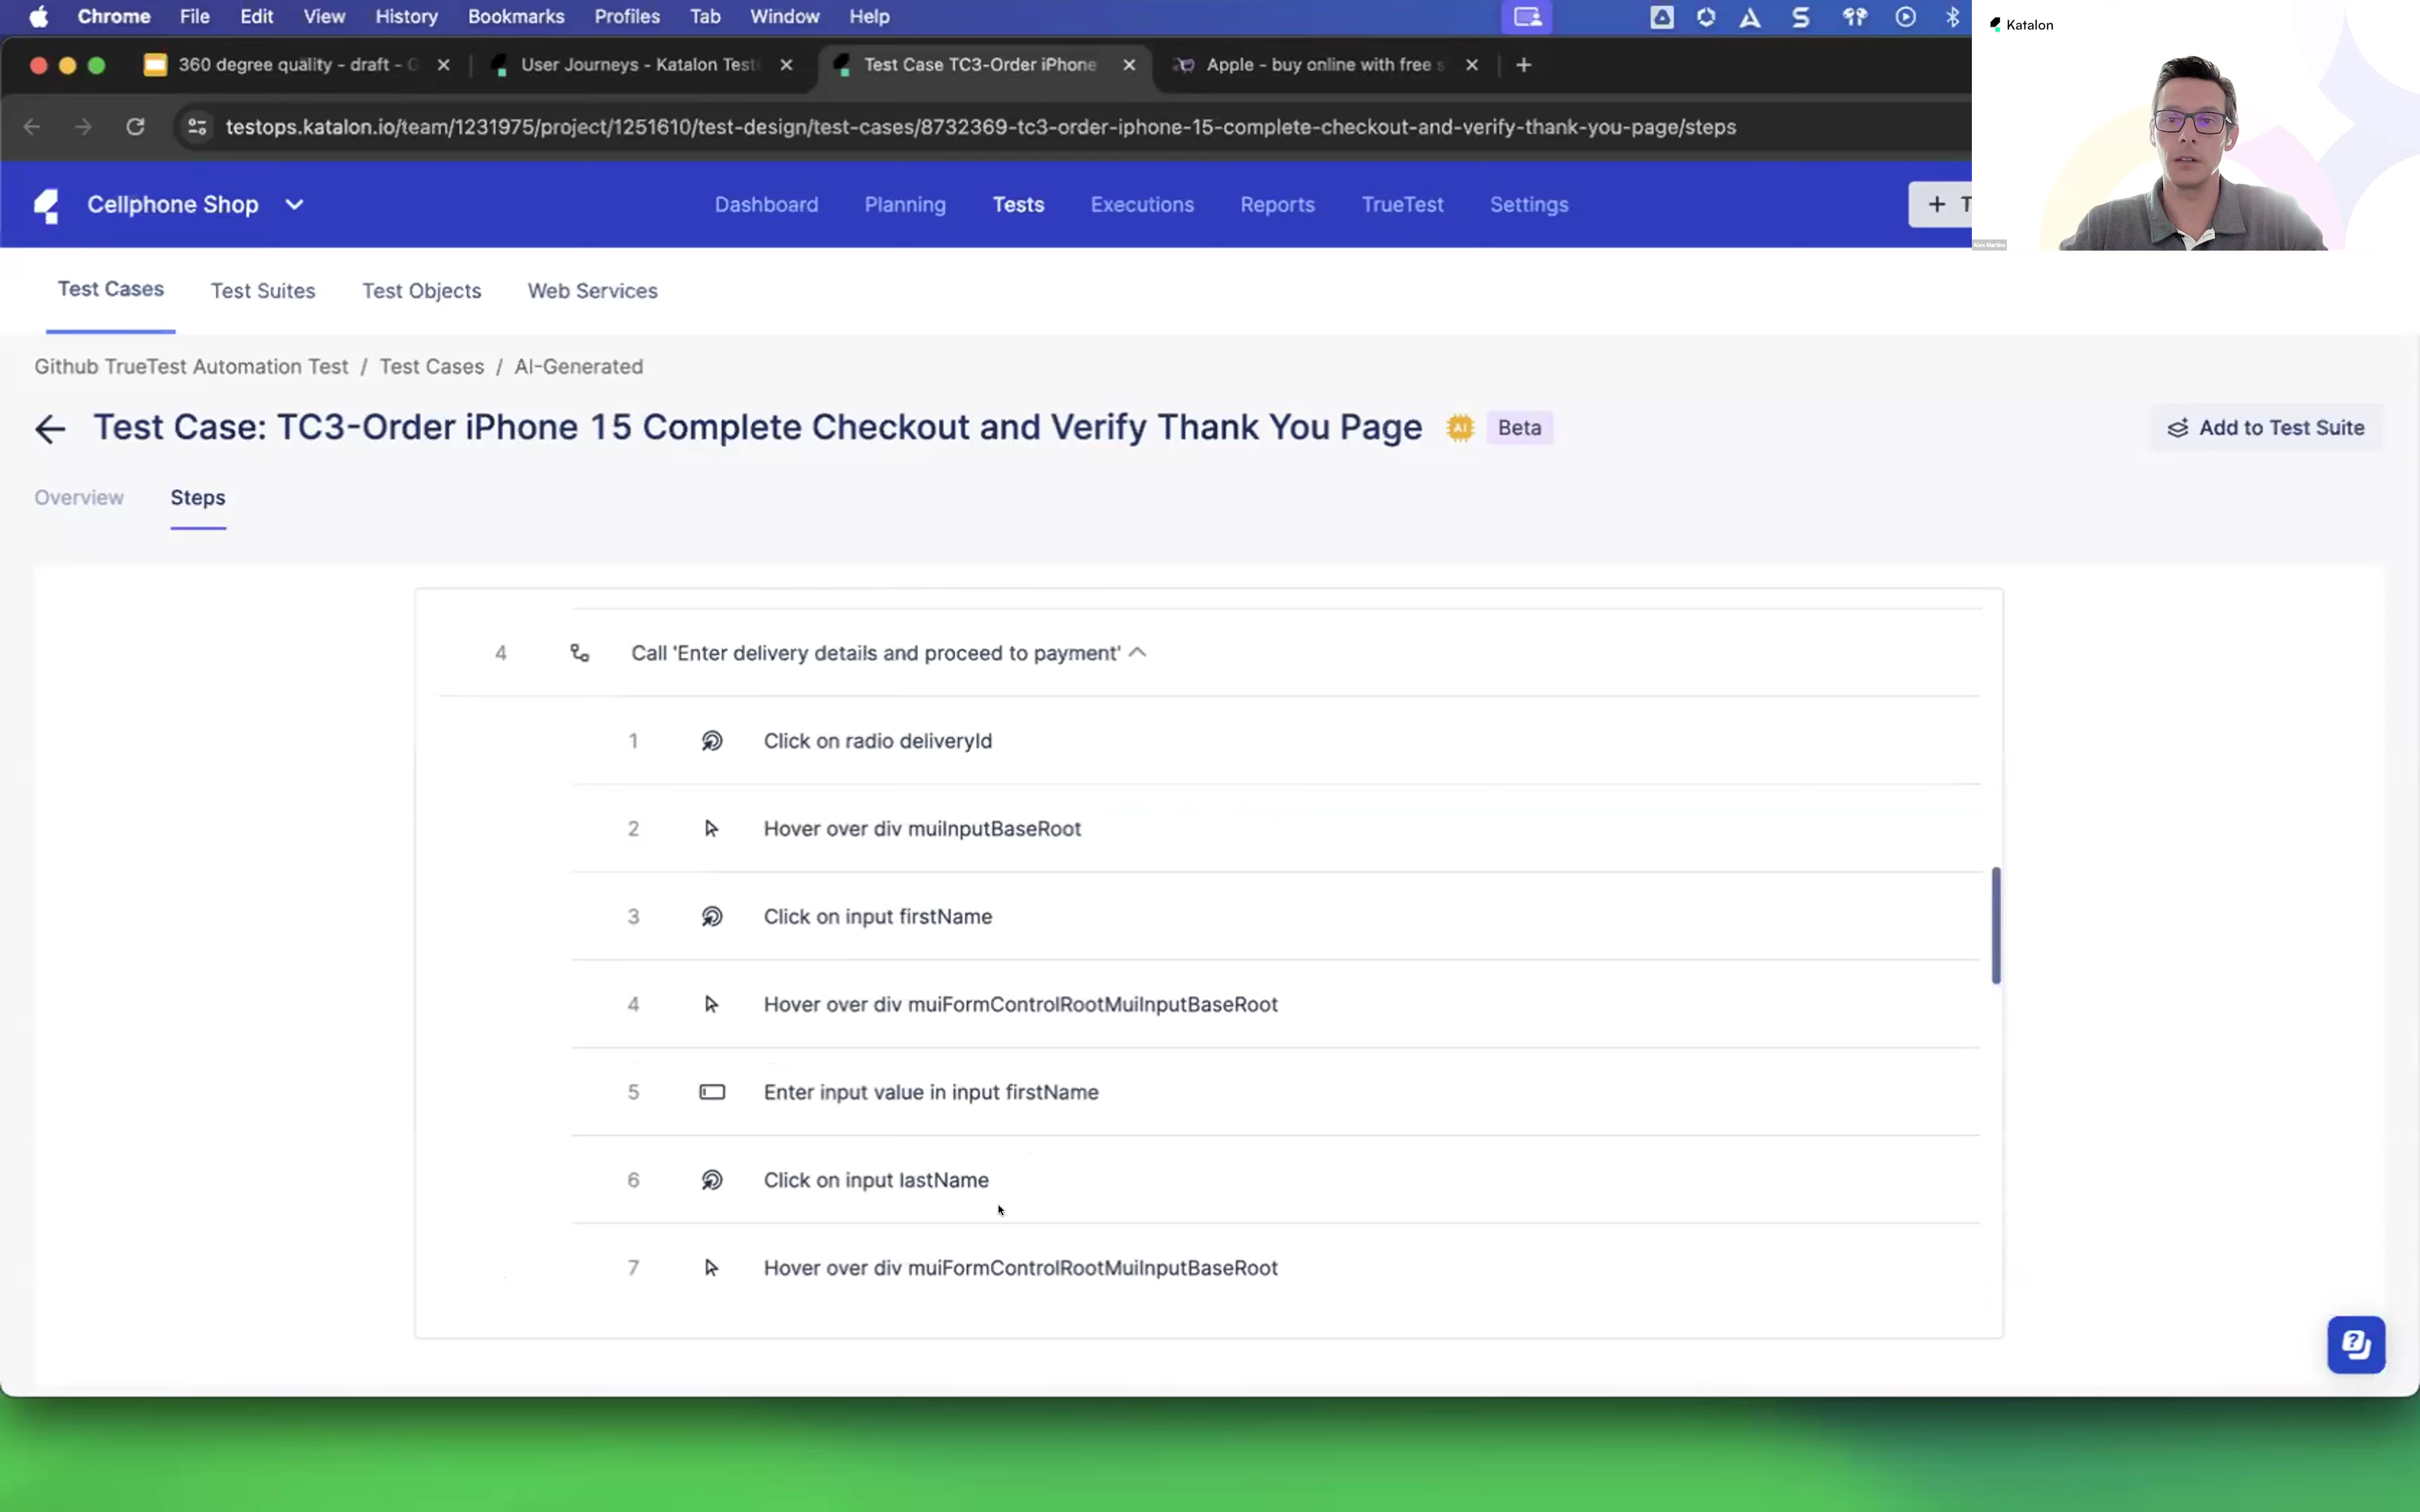 Chrome File Edit View History Bookmarks Profiles Tab Window Help
Katalon
360 degree quality - draft - G
User Journeys - Katalon Test
Test Case TC3-Order iPhone
Apple - buy online with free s
testops.katalon.io/team/1231975/project/1251610/test-design/test-cases/8732369-tc3-order-iphone-15-complete-checkout-and-verify-thank-you-page/steps
Alex Martins
Cellphone Shop
Dashboard Planning Tests Executions Reports TrueTest Settings
+ T
Test Cases Test Suites Test Objects Web Services
Github TrueTest Automation Test / Test Cases / AI-Generated
Test Case: TC3-Order iPhone 15 Complete Checkout and Verify Thank You Page AI Beta
Add to Test Suite
Overview Steps
4 Call 'Enter delivery details and proceed to payment'
1 Click on radio deliveryId
2 Hover over div muiInputBaseRoot
3 Click on input firstName
4 Hover over div muiFormControlRootMuiInputBaseRoot
5 Enter input value in input firstName
6 Click on input lastName
7 Hover over div muiFormControlRootMuiInputBaseRoot